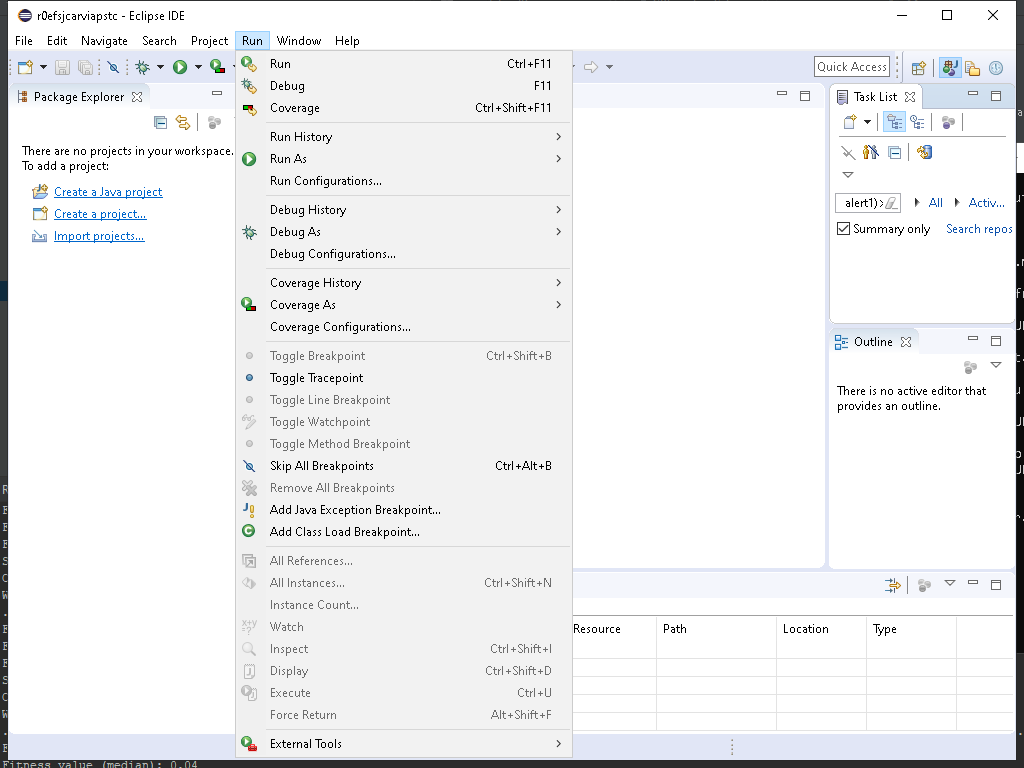 r0efsjcarviapstc - Eclipse IDE
File Edit Navigate Search Project Run Window Help
Quick Access
Package Explorer
There are no projects in your workspace.
To add a project:
Create a Java project
Create a project...
Import projects...
Run Ctrl+F11
Debug F11
Coverage Ctrl+Shift+F11
Run History
Run As
Run Configurations...
Debug History
Debug As
Debug Configurations...
Coverage History
Coverage As
Coverage Configurations...
Toggle Breakpoint Ctrl+Shift+B
Toggle Tracepoint
Toggle Line Breakpoint
Toggle Watchpoint
Toggle Method Breakpoint
Skip All Breakpoints Ctrl+Alt+B
Remove All Breakpoints
Add Java Exception Breakpoint...
Add Class Load Breakpoint...
All References...
All Instances... Ctrl+Shift+N
Instance Count...
Watch
Inspect Ctrl+Shift+I
Display Ctrl+Shift+D
Execute Ctrl+U
Force Return Alt+Shift+F
External Tools
Task List
alert1)> All Activ...
Summary only Search repos
Outline
There is no active editor that
provides an outline.
Resource Path Location Type
Fitness value (median): 0.04